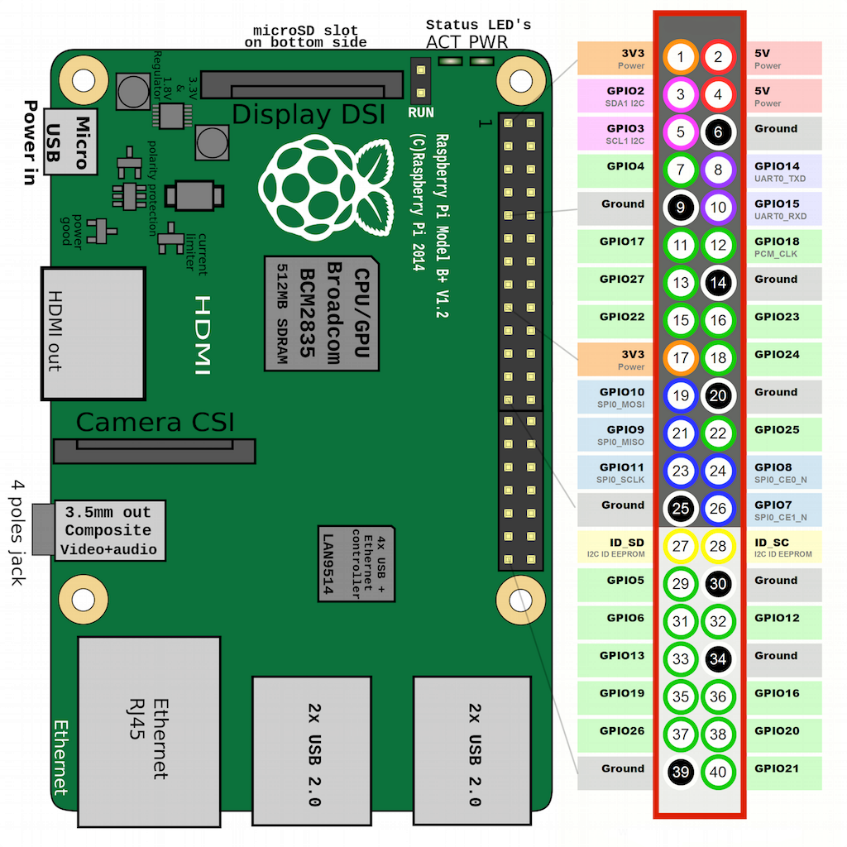 microSD slot
on bottom side
Status LED's
ACT PWR
RUN
Display DSI
1
Regulator
3.3V
&
1.8V
Power in
Micro
USB
polarity protection
power
good
current
limiter
Raspberry Pi Model B+ V1.2
(C)Raspberry Pi 2014
CPU/GPU
Broadcom
BCM2835
512MB SDRAM
HDMI
HDMI out
Camera CSI
4 poles jack
3.5mm out
Composite
Video+audio
4x USB +
Ethernet
controller
LAN9514
Ethernet
Ethernet
RJ45
2x USB 2.0
2x USB 2.0
3V3 1 2 5V
Power Power
GPIO2 3 4 5V
SDA1 I2C Power
GPIO3 5 6 Ground
SCL1 I2C
GPIO4 7 8 GPIO14
UART0_TXD
Ground 9 10 GPIO15
UART0_RXD
GPIO17 11 12 GPIO18
PCM_CLK
GPIO27 13 14 Ground
GPIO22 15 16 GPIO23
3V3 17 18 GPIO24
Power
GPIO10 19 20 Ground
SPI0_MOSI
GPIO9 21 22 GPIO25
SPI0_MISO
GPIO11 23 24 GPIO8
SPI0_SCLK SPI0_CE0_N
Ground 25 26 GPIO7
SPI0_CE1_N
ID_SD 27 28 ID_SC
I2C ID EEPROM I2C ID EEPROM
GPIO5 29 30 Ground
GPIO6 31 32 GPIO12
GPIO13 33 34 Ground
GPIO19 35 36 GPIO16
GPIO26 37 38 GPIO20
Ground 39 40 GPIO21